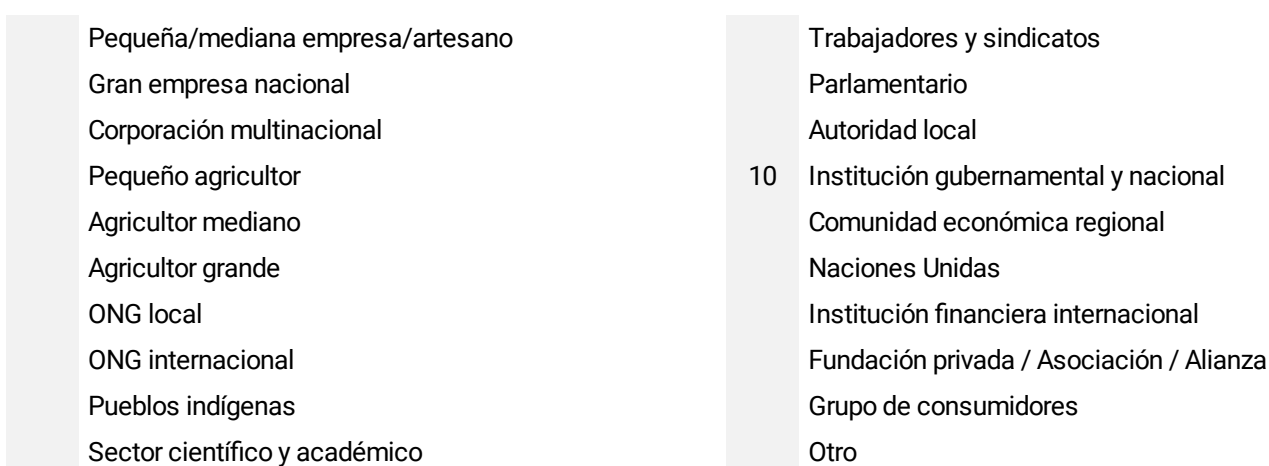 Pequeña/mediana empresa/artesano
Gran empresa nacional
Corporación multinacional
Pequeño agricultor
Agricultor mediano
Agricultor grande
ONG local
ONG internacional
Pueblos indígenas
Sector científico y académico
Trabajadores y sindicatos
Parlamentario
Autoridad local
10 Institución gubernamental y nacional
Comunidad económica regional
Naciones Unidas
Institución financiera internacional
Fundación privada / Asociación / Alianza
Grupo de consumidores
Otro